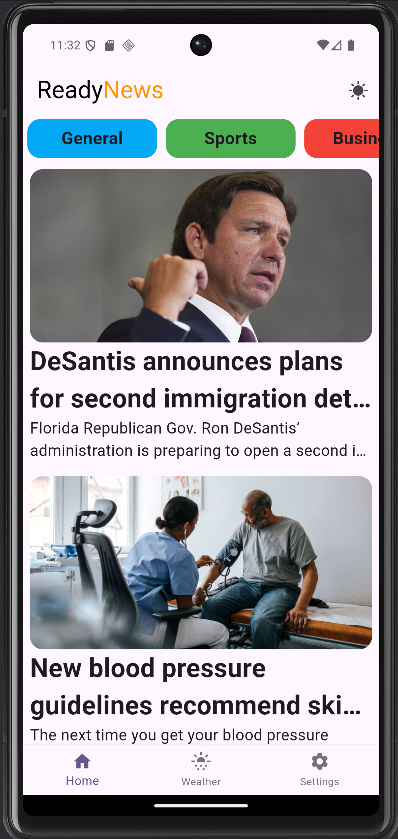 11:32
ReadyNews
General Sports Busin
DeSantis announces plans
for second immigration det…
Florida Republican Gov. Ron DeSantis’
administration is preparing to open a second i…
New blood pressure
guidelines recommend ski…
The next time you get your blood pressure
Home Weather Settings